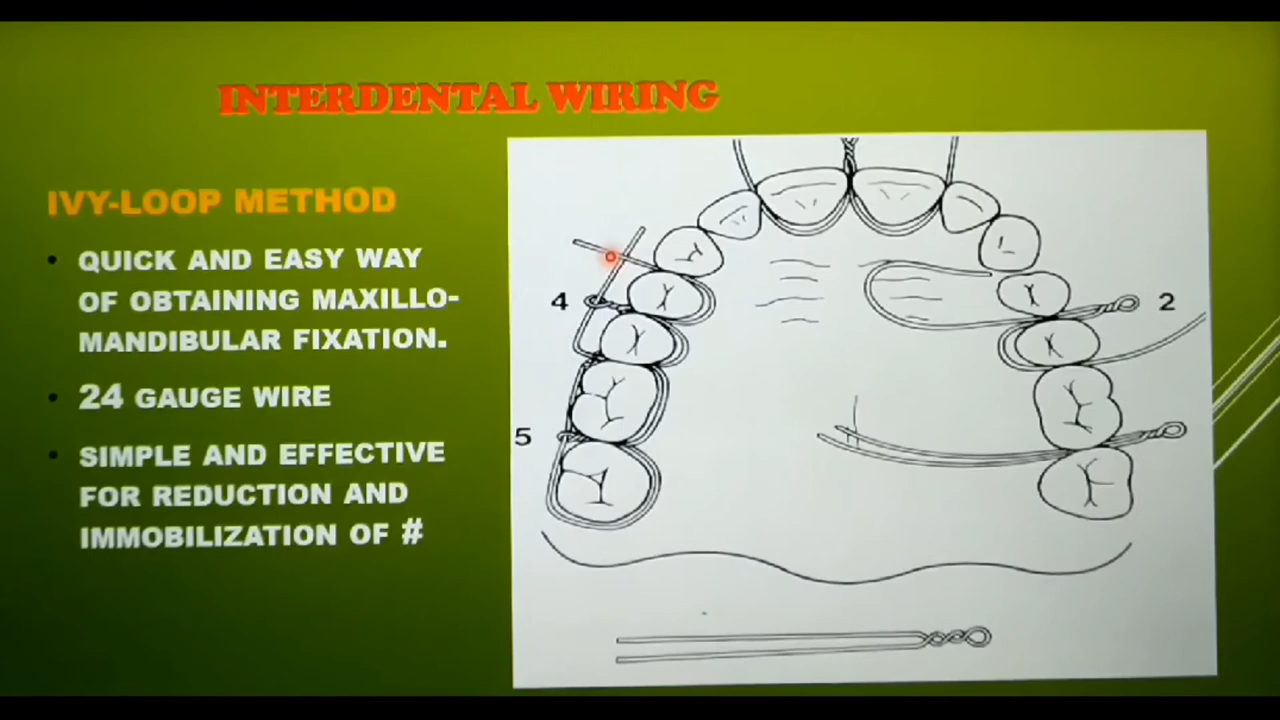 INTERDENTAL WIRING
IVY-LOOP METHOD
• QUICK AND EASY WAY
OF OBTAINING MAXILLO-
MANDIBULAR FIXATION.
• 24 GAUGE WIRE
• SIMPLE AND EFFECTIVE
FOR REDUCTION AND
IMMOBILIZATION OF #
4
2
5